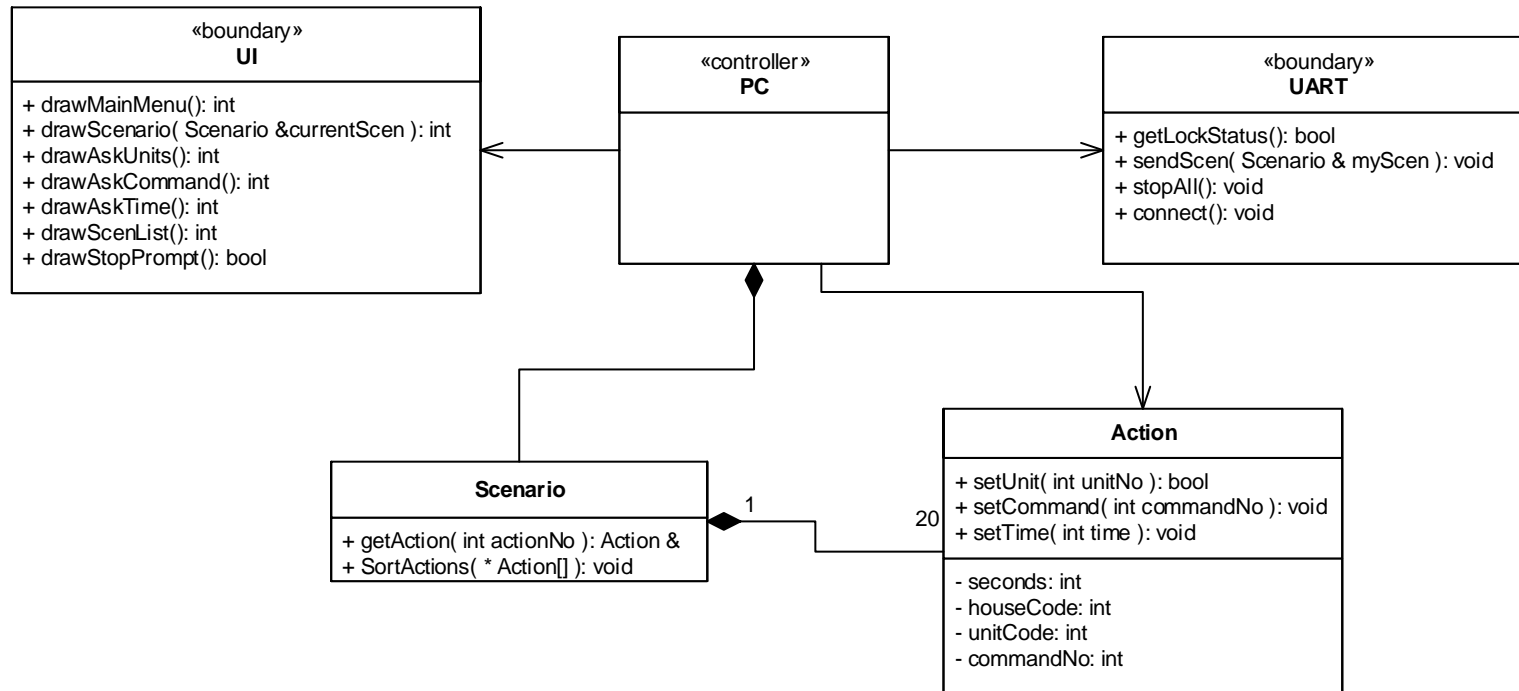 «boundary»
UI
+ drawMainMenu(): int
+ drawScenario( Scenario &currentScen ): int
+ drawAskUnits(): int
+ drawAskCommand(): int
+ drawAskTime(): int
+ drawScenList(): int
+ drawStopPrompt(): bool
«controller»
PC
«boundary»
UART
+ getLockStatus(): bool
+ sendScen( Scenario & myScen ): void
+ stopAll(): void
+ connect(): void
Scenario
+ getAction( int actionNo ): Action &
+ SortActions( * Action[] ): void
1
20
Action
+ setUnit( int unitNo ): bool
+ setCommand( int commandNo ): void
+ setTime( int time ): void
- seconds: int
- houseCode: int
- unitCode: int
- commandNo: int